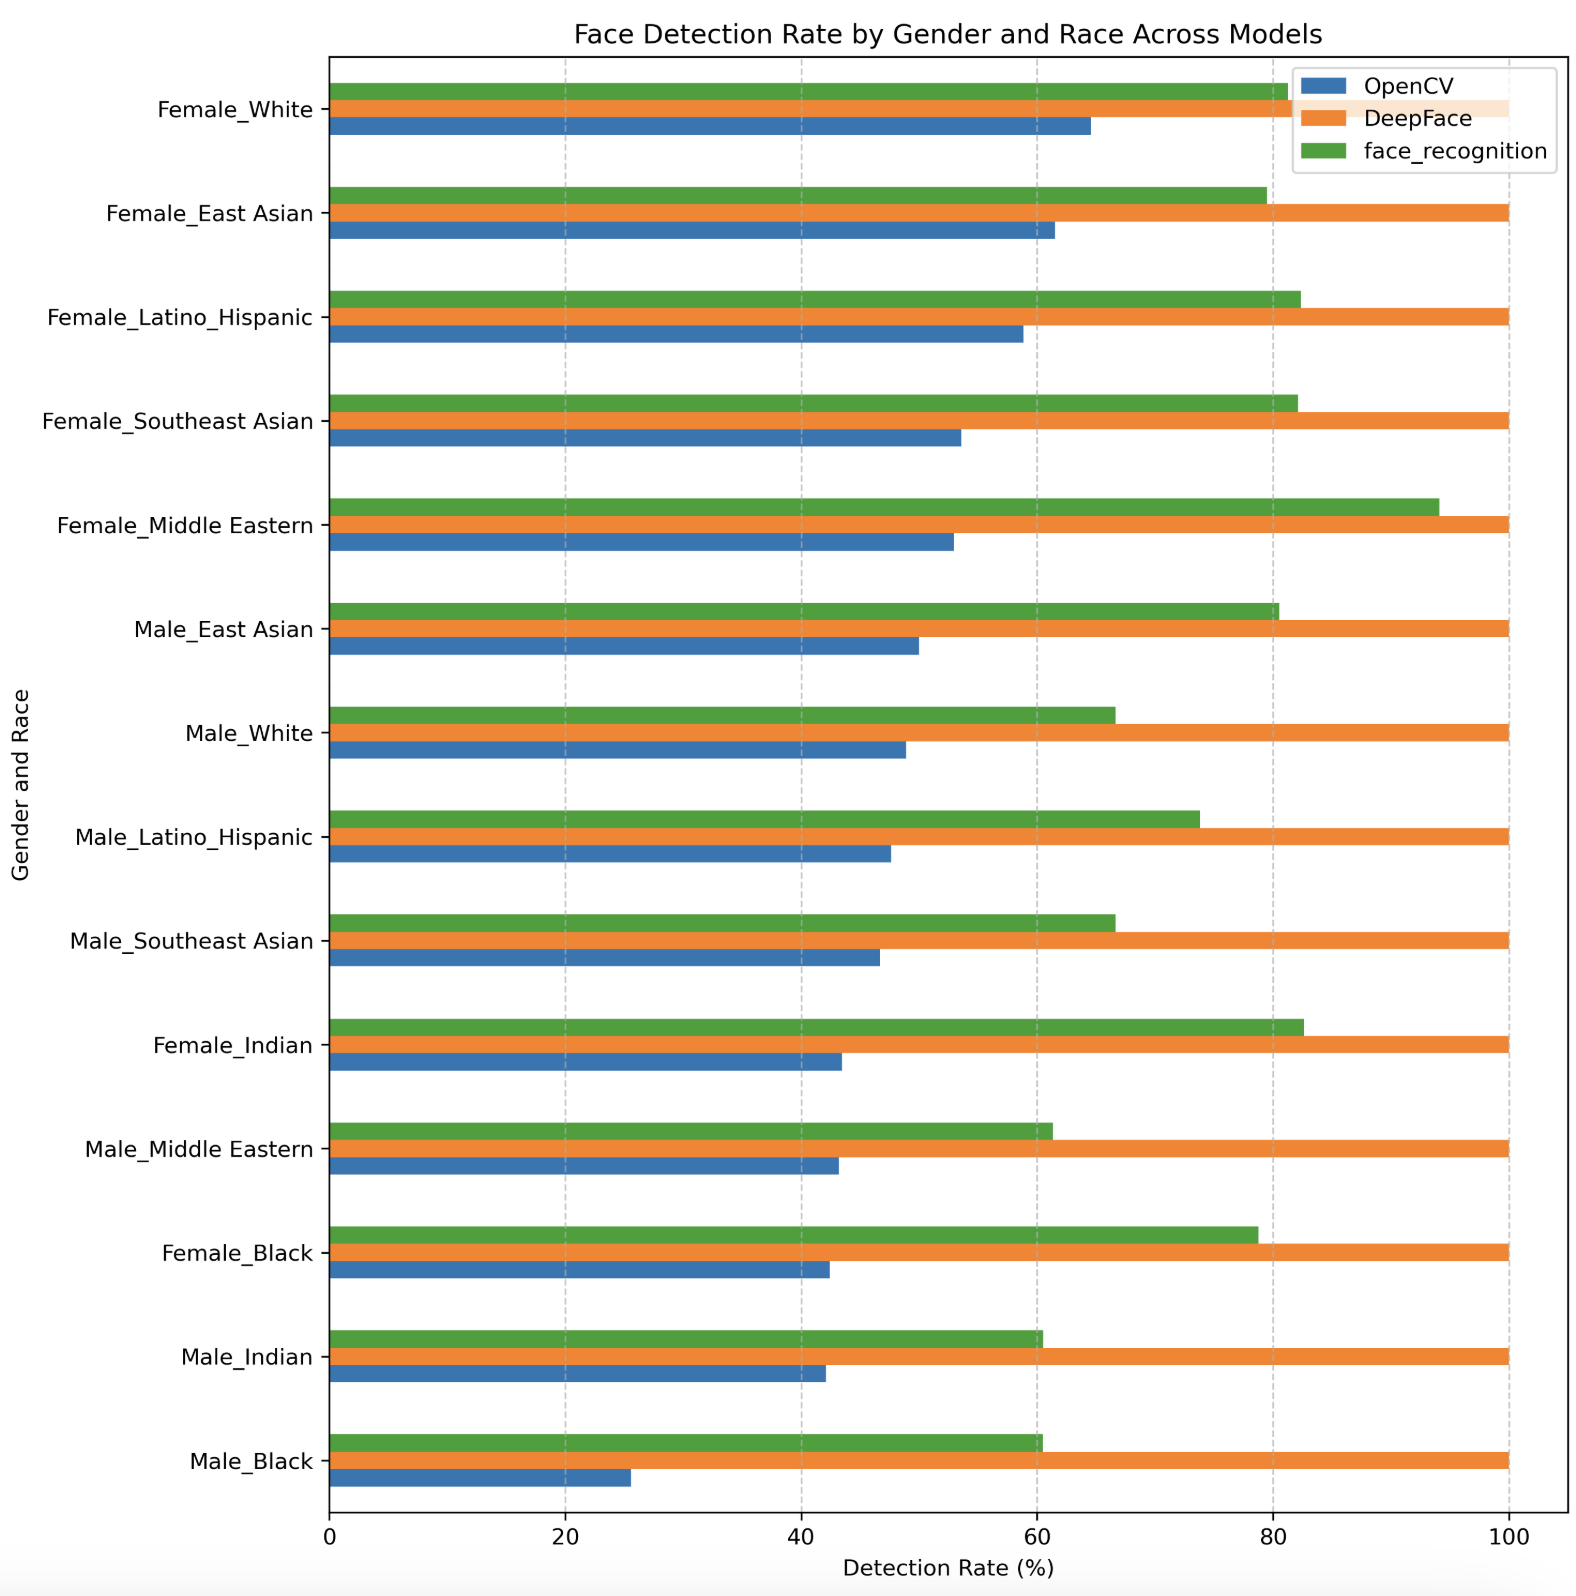 Face Detection Rate by Gender and Race Across Models
OpenCV
DeepFace
face_recognition
Female_White
Female_East Asian
Female_Latino_Hispanic
Female_Southeast Asian
Female_Middle Eastern
Male_East Asian
Male_White
Male_Latino_Hispanic
Male_Southeast Asian
Female_Indian
Male_Middle Eastern
Female_Black
Male_Indian
Male_Black
Gender and Race
0 20 40 60 80 100
Detection Rate (%)